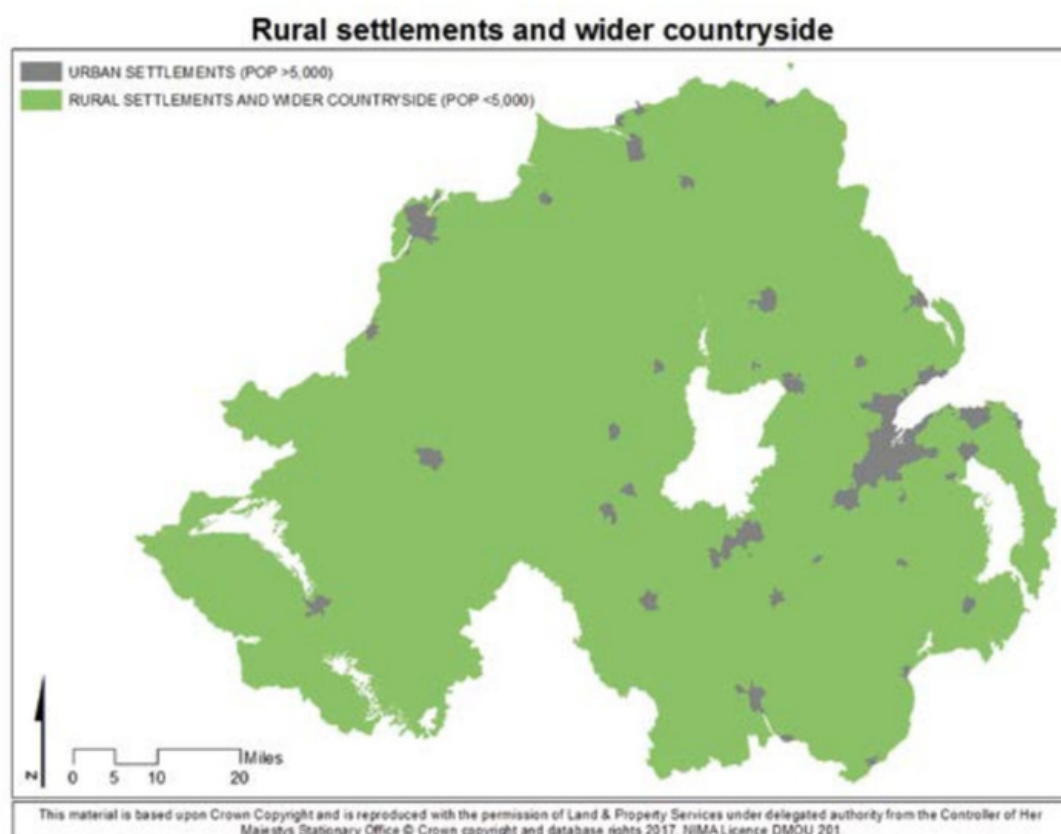 Rural settlements and wider countryside
URBAN SETTLEMENTS (POP >5,000)
RURAL SETTLEMENTS AND WIDER COUNTRYSIDE (POP <5,000)
N
Miles
0 5 10 20
This material is based upon Crown Copyright and is reproduced with the permission of Land & Property Services under delegated authority from the Controller of Her
Majestys Stationary Office © Crown copyright and database rights 2017 NIMA Licence DMOU 201